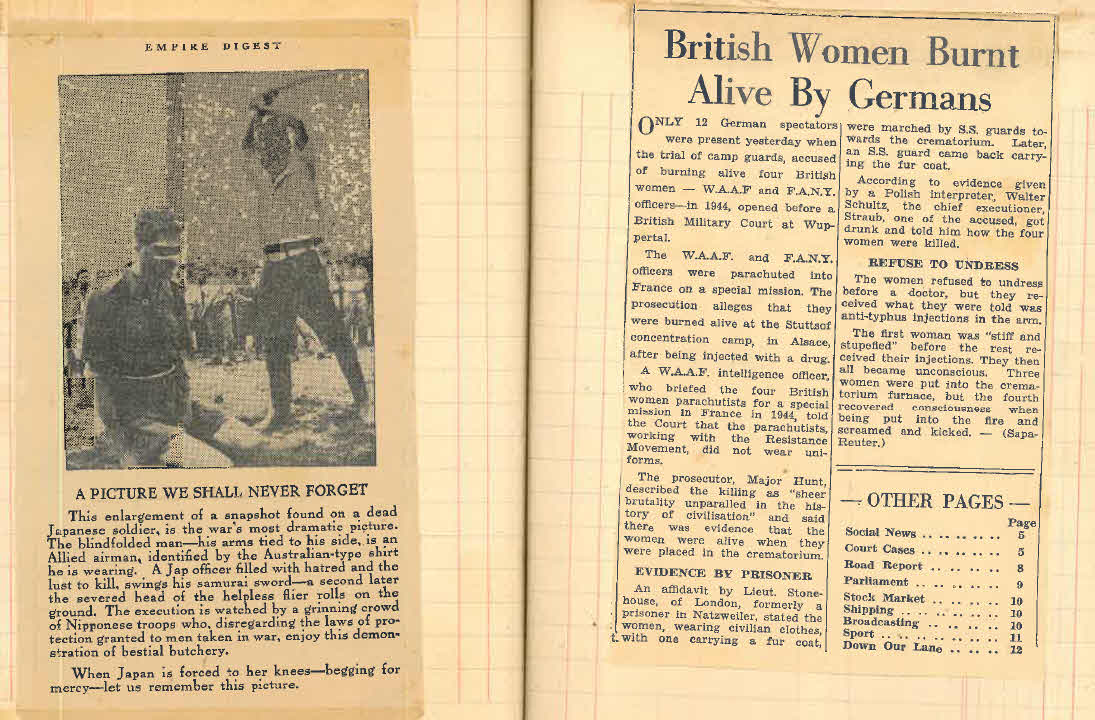 EMPIRE DIGEST
A PICTURE WE SHALL NEVER FORGET
This enlargement of a snapshot found on a dead
Japanese soldier, is the war's most dramatic picture.
The blindfolded man—his arms tied to his side, is an
Allied airman, identified by the Australian-type shirt
he is wearing. A Jap officer filled with hatred and the
lust to kill, swings his samurai sword—a second later
the severed head of the helpless flier rolls on the
ground. The execution is watched by a grinning crowd
of Nipponese troops who, disregarding the laws of pro-
tection granted to men taken in war, enjoy this demon-
stration of bestial butchery.
When Japan is forced to her knees—begging for
mercy—let us remember this picture.
British Women Burnt
Alive By Germans
ONLY 12 German spectators
were present yesterday when
the trial of camp guards, accused
of burning alive four British
women — W.A.A.F and F.A.N.Y.
officers—in 1944, opened before a
British Military Court at Wup-
pertal.
The W.A.A.F. and F.A.N.Y.
officers were parachuted into
France on a special mission. The
prosecution alleges that they
were burned alive at the Stuttsof
concentration camp, in Alsace,
after being injected with a drug.
A W.A.A.F. intelligence officer,
who briefed the four British
women parachutists for a special
mission in France in 1944, told
the Court that the parachutists,
working with the Resistance
Movement, did not wear uni-
forms.
The prosecutor, Major Hunt,
described the killing as "sheer
brutality unparalled in the his-
tory of civilisation" and said
there was evidence that the
women were alive when they
were placed in the crematorium.
EVIDENCE BY PRISONER
An affidavit by Lieut. Stone-
house, of London, formerly a
prisoner in Natzweiler, stated the
women, wearing civilian clothes,
with one carrying a fur coat,
were marched by S.S. guards to-
wards the crematorium. Later,
an S.S. guard came back carry-
ing the fur coat.
According to evidence given
by a Polish interpreter, Walter
Schultz, the chief executioner,
Straub, one of the accused, got
drunk and told him how the four
women were killed.
REFUSE TO UNDRESS
The women refused to undress
before a doctor, but they re-
ceived what they were told was
anti-typhus injections in the arm.
The first woman was "stiff and
stupefied" before the rest re-
ceived their injections. They then
all became unconscious. Three
women were put into the crema-
torium furnace, but the fourth
recovered consciousness when
being put into the fire and
screamed and kicked. — (Sapa-
Reuter.)
— OTHER PAGES —
Page
Social News .. .. .. .. .. 5
Court Cases .. .. .. .. .. 5
Road Report .. .. .. .. .. 8
Parliament .. .. .. .. .. 9
Stock Market .. .. .. .. .. 10
Shipping .. .. .. .. .. .. 10
Broadcasting .. .. .. .. .. 10
Sport .. .. .. .. .. .. .. 11
Down Our Lane .. .. .. .. 12